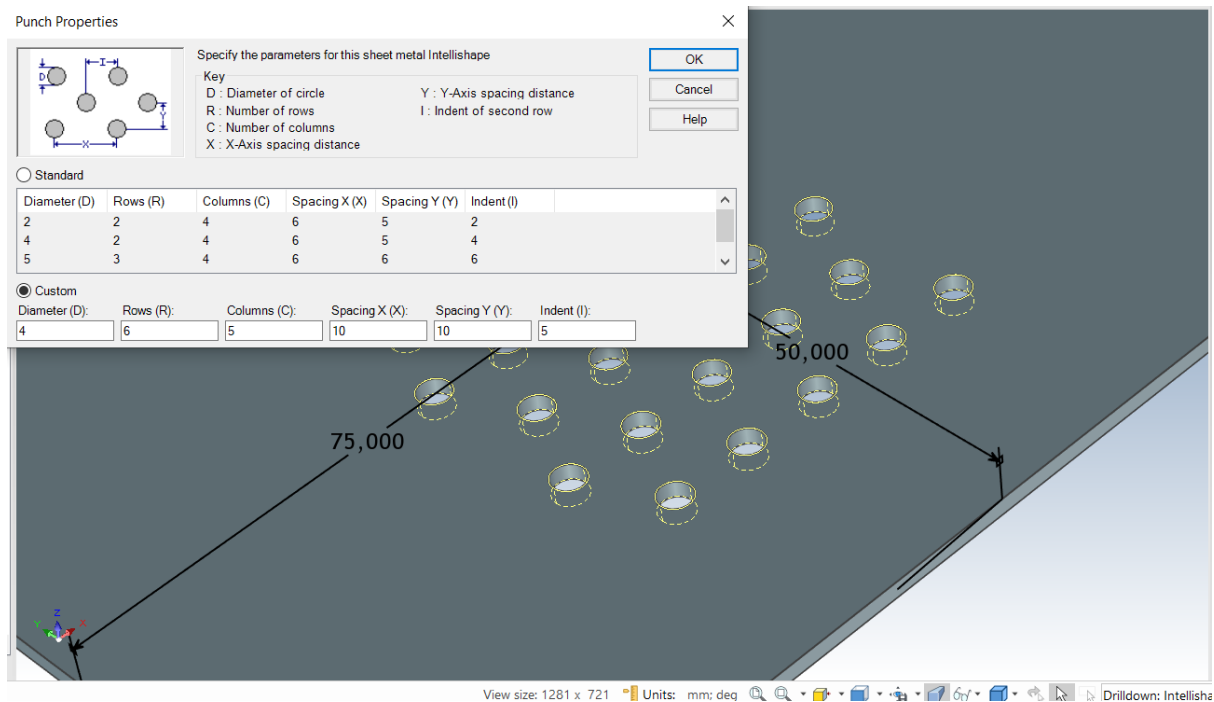 Punch Properties
Specify the parameters for this sheet metal Intellishape
OK
Cancel
Help
Key
D : Diameter of circle
R : Number of rows
C : Number of columns
X : X-Axis spacing distance
Y : Y-Axis spacing distance
I : Indent of second row
D
I
Y
X
Standard
Diameter (D) Rows (R) Columns (C) Spacing X (X) Spacing Y (Y) Indent (I)
2 2 4 6 5 2
4 2 4 6 5 4
5 3 4 6 6 6
Custom
Diameter (D): Rows (R): Columns (C): Spacing X (X): Spacing Y (Y): Indent (I):
4 6 5 10 10 5
50,000
75,000
Z
Y X
View size: 1281 x 721 Units: mm; deg Drilldown: Intellisha